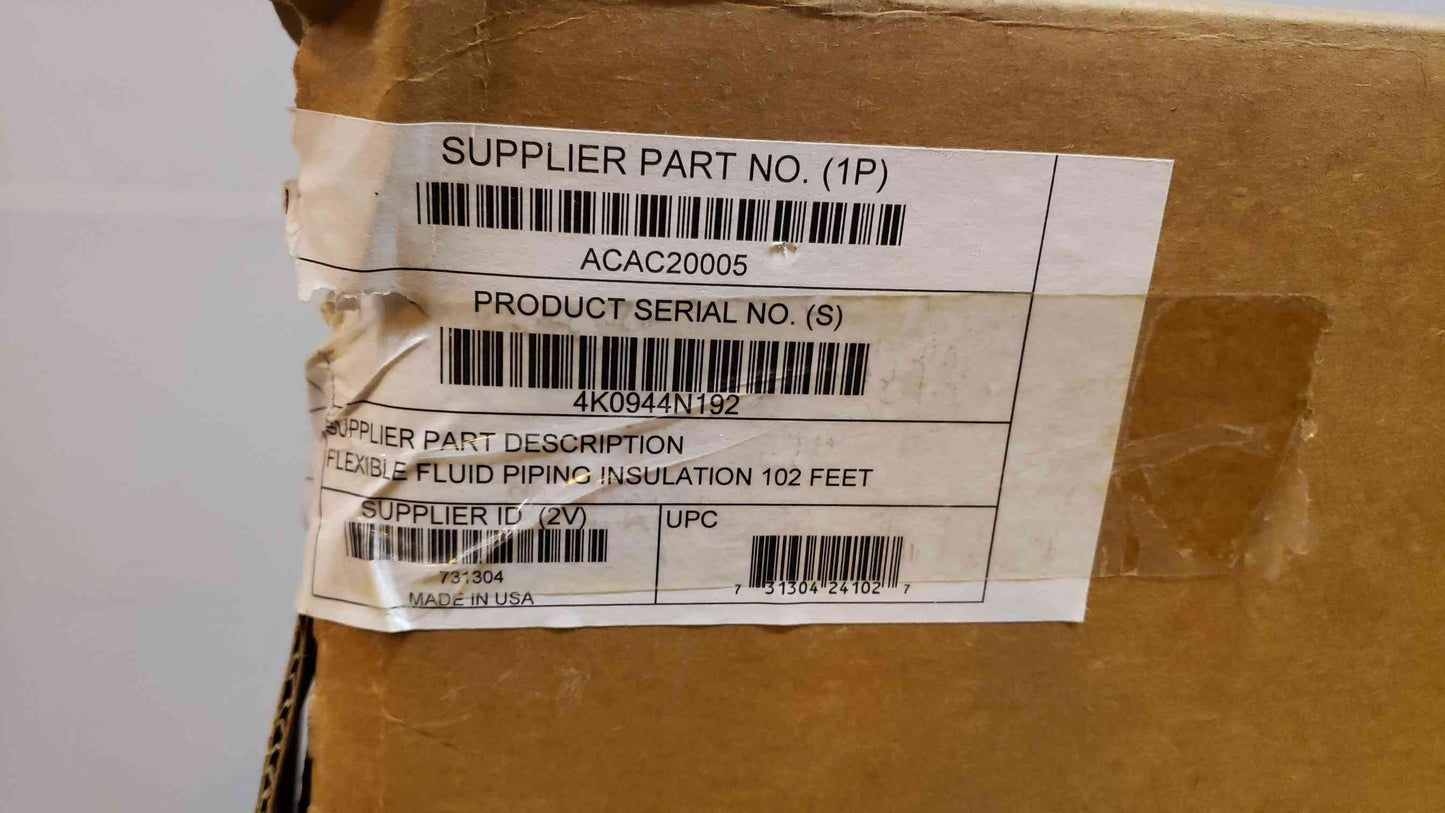 SUPPLIER PART NO. (1P)
ACAC20005
PRODUCT SERIAL NO. (S)
4K0944N192
SUPPLIER PART DESCRIPTION
FLEXIBLE FLUID PIPING INSULATION 102 FEET
SUPPLIER ID (2V)
731304
MADE IN USA
UPC
7 31304 24102 7